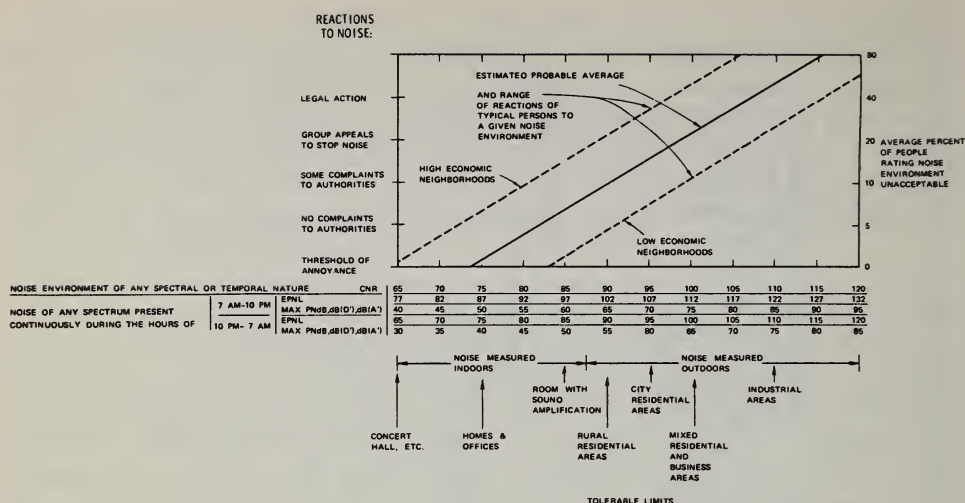 REACTIONS
TO NOISE:
80
ESTIMATED PROBABLE AVERAGE
AND RANGE
OF REACTIONS OF
TYPICAL PERSONS TO
A GIVEN NOISE
ENVIRONMENT
LEGAL ACTION
40
GROUP APPEALS
TO STOP NOISE
20
AVERAGE PERCENT
OF PEOPLE
RATING NOISE
ENVIRONMENT
UNACCEPTABLE
HIGH ECONOMIC
NEIGHBORHOODS
SOME COMPLAINTS
TO AUTHORITIES
10
NO COMPLAINTS
TO AUTHORITIES
5
LOW ECONOMIC
NEIGHBORHOODS
THRESHOLD OF
ANNOYANCE
0
NOISE ENVIRONMENT OF ANY SPECTRAL OR TEMPORAL NATURE CNR 65 70 75 80 85 90 95 100 105 110 115 120
NOISE OF ANY SPECTRUM PRESENT
CONTINUOUSLY DURING THE HOURS OF
7 AM-10 PM
EPNL 77 82 87 92 97 102 107 112 117 122 127 132
MAX PNdB,dB(D'),dB(A') 40 45 50 55 60 65 70 75 80 85 90 95
10 PM- 7 AM
EPNL 65 70 75 80 85 90 95 100 105 110 115 120
MAX PNdB,dB(D'),dB(A') 30 35 40 45 50 55 80 65 70 75 80 85
NOISE MEASURED
INDOORS
NOISE MEASURED
OUTDOORS
ROOM WITH
SOUND
AMPLIFICATION
CITY
RESIDENTIAL
AREAS
INDUSTRIAL
AREAS
CONCERT
HALL, ETC.
HOMES &
OFFICES
RURAL
RESIDENTIAL
AREAS
MIXED
RESIDENTIAL
AND
BUSINESS
AREAS
TOLERABLE LIMITS